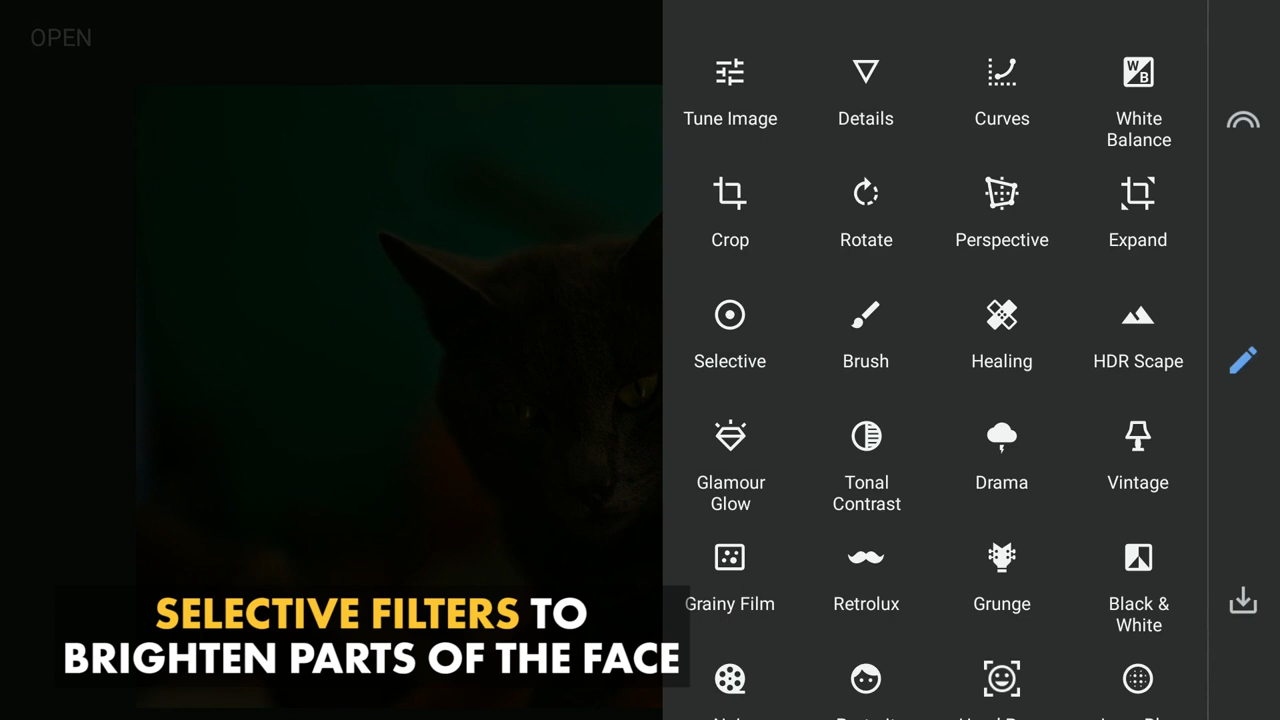 OPEN
Tune Image
Details
Curves
White
Balance
Crop
Rotate
Perspective
Expand
Selective
Brush
Healing
HDR Scape
Glamour
Glow
Tonal
Contrast
Drama
Vintage
Grainy Film
Retrolux
Grunge
Black &
White
SELECTIVE FILTERS TO
BRIGHTEN PARTS OF THE FACE